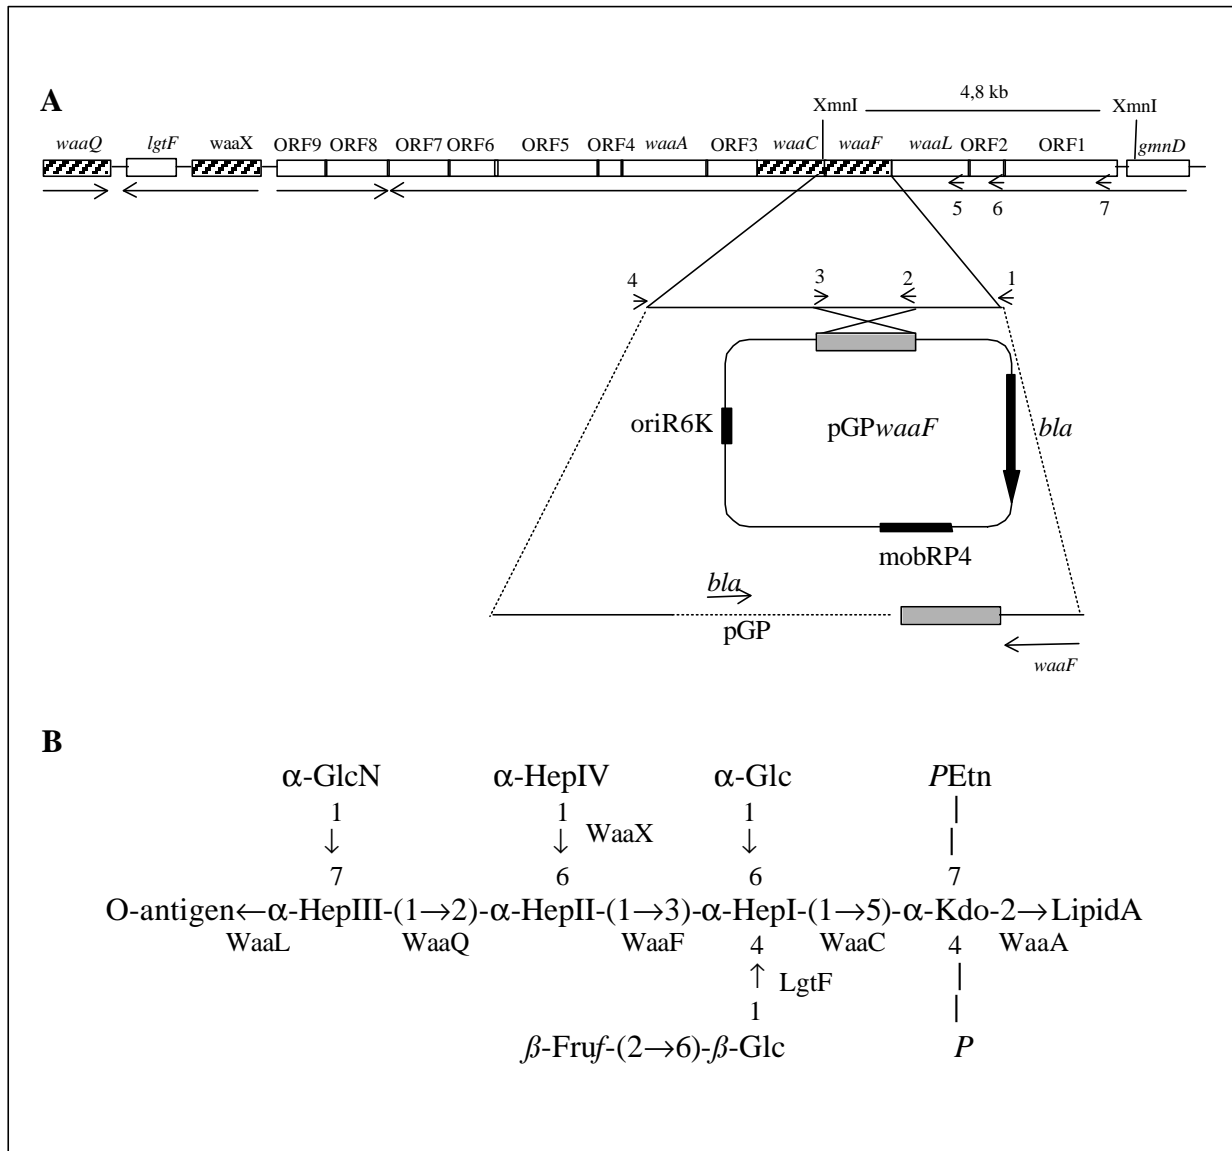 A
XmnI 4,8 kb XmnI
waaQ lgtF waaX ORF9 ORF8 ORF7 ORF6 ORF5 ORF4 waaA ORF3 waaC waaF waaL ORF2 ORF1 gmnD
5 6 7
4 3 2 1
oriR6K pGPwaaF bla
mobRP4
bla
pGP
waaF
B
α-GlcN α-HepIV α-Glc PEtn
1 1 1 |
↓ ↓ WaaX ↓ |
7 6 6 7
O-antigen←α-HepIII-(1→2)-α-HepII-(1→3)-α-HepI-(1→5)-α-Kdo-2→LipidA
WaaL WaaQ WaaF 4 WaaC 4 WaaA
↑ LgtF |
1 |
β-Fruf-(2→6)-β-Glc P